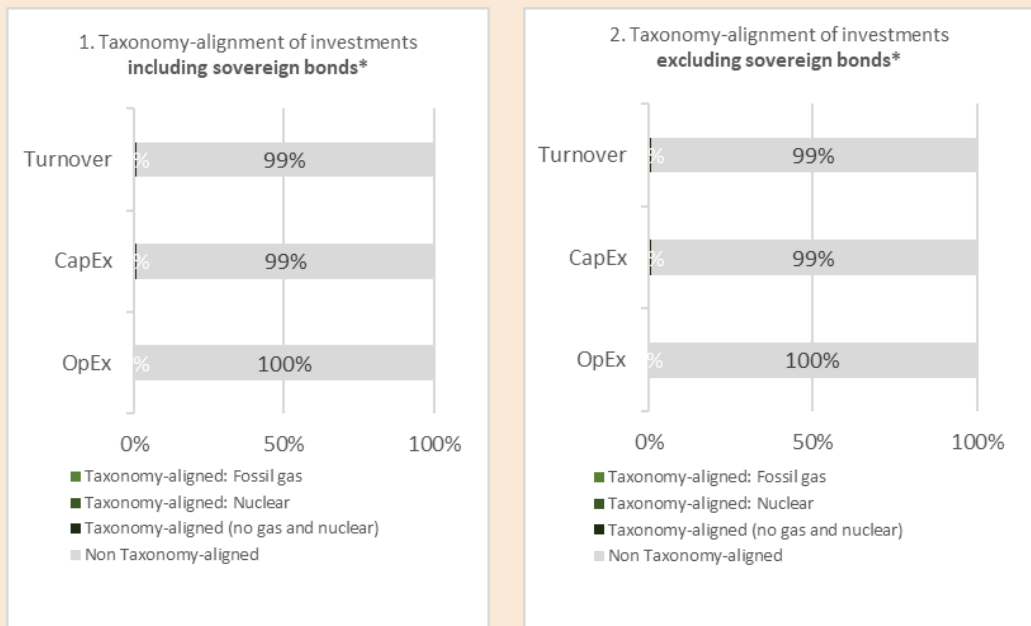 1. Taxonomy-alignment of investments
including sovereign bonds*
Turnover
% 99%
CapEx
% 99%
OpEx
% 100%
0% 50% 100%
Taxonomy-aligned: Fossil gas
Taxonomy-aligned: Nuclear
Taxonomy-aligned (no gas and nuclear)
Non Taxonomy-aligned
2. Taxonomy-alignment of investments
excluding sovereign bonds*
Turnover
% 99%
CapEx
% 99%
OpEx
% 100%
0% 50% 100%
Taxonomy-aligned: Fossil gas
Taxonomy-aligned: Nuclear
Taxonomy-aligned (no gas and nuclear)
Non Taxonomy-aligned